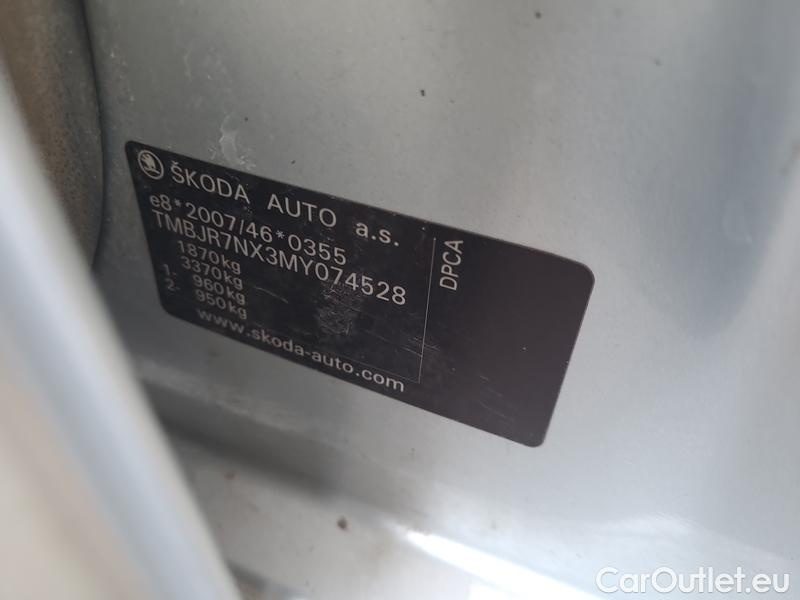 ŠKODA AUTO a.s.
e8*2007/46*0355
TMBJR7NX3MY074528
1870kg
3370kg
1- 960kg
2- 950kg
www.skoda-auto.com
DPCA
CarOutlet.eu